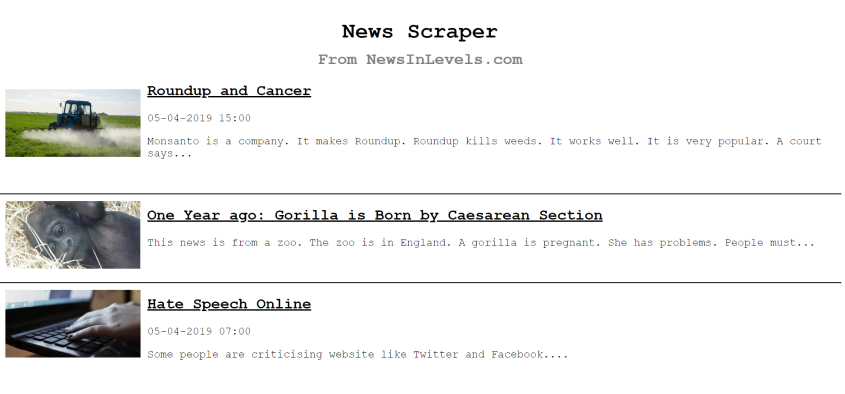 News Scraper
From NewsInLevels.com
Roundup and Cancer
05-04-2019 15:00
Monsanto is a company. It makes Roundup. Roundup kills weeds. It works well. It is very popular. A court
says...
One Year ago: Gorilla is Born by Caesarean Section
This news is from a zoo. The zoo is in England. A gorilla is pregnant. She has problems. People must...
Hate Speech Online
05-04-2019 07:00
Some people are criticising website like Twitter and Facebook....